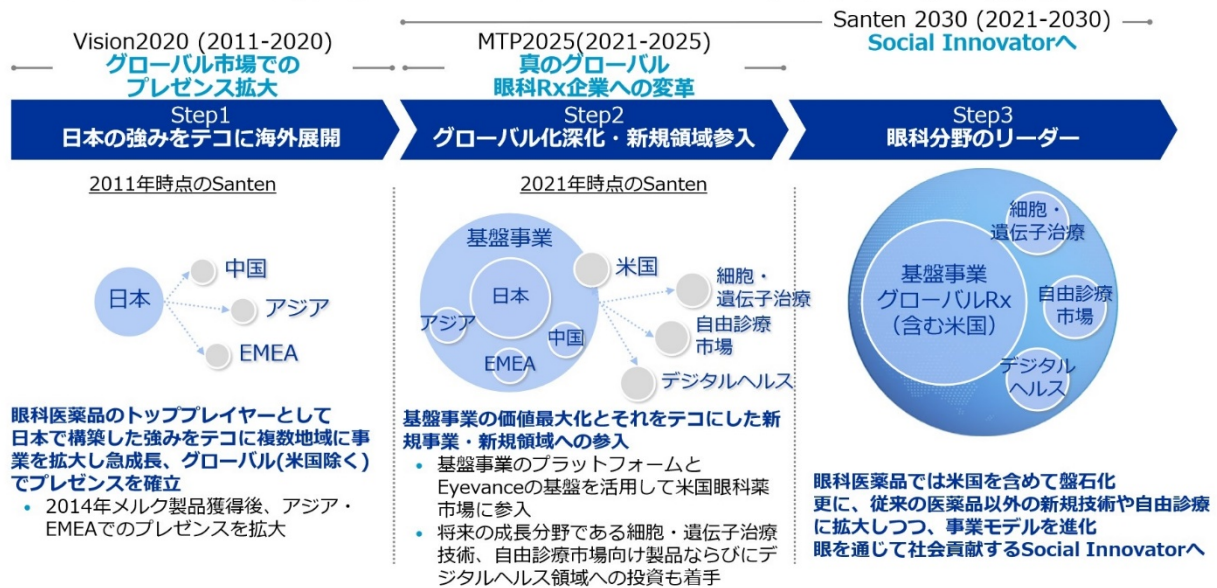 Santen 2030 (2021-2030)
Social Innovatorへ
Vision2020 (2011-2020)
グローバル市場での
プレゼンス拡大
MTP2025(2021-2025)
真のグローバル
眼科Rx企業への変革
Step1
日本の強みをテコに海外展開
Step2
グローバル化深化・新規領域参入
Step3
眼科分野のリーダー
2011年時点のSanten
日本
中国
アジア
EMEA
眼科医薬品のトッププレイヤーとして
日本で構築した強みをテコに複数地域に事
業を拡大し急成長、グローバル(米国除く)
でプレゼンスを確立
• 2014年メルク製品獲得後、アジア・
EMEAでのプレゼンスを拡大
2021年時点のSanten
基盤事業
日本
アジア
EMEA
中国
米国
細胞・
遺伝子治療
自由診療
市場
デジタルヘルス
基盤事業の価値最大化とそれをテコにした新
規事業・新規領域への参入
• 基盤事業のプラットフォームと
Eyevanceの基盤を活用して米国眼科薬
市場に参入
• 将来の成長分野である細胞・遺伝子治療
技術、自由診療市場向け製品ならびにデ
ジタルヘルス領域への投資も着手
基盤事業
グローバルRx
(含む米国)
細胞・
遺伝子治療
自由診療
市場
デジタル
ヘルス
眼科医薬品では米国を含めて盤石化
更に、従来の医薬品以外の新規技術や自由診療
に拡大しつつ、事業モデルを進化
眼を通じて社会貢献するSocial Innovatorへ